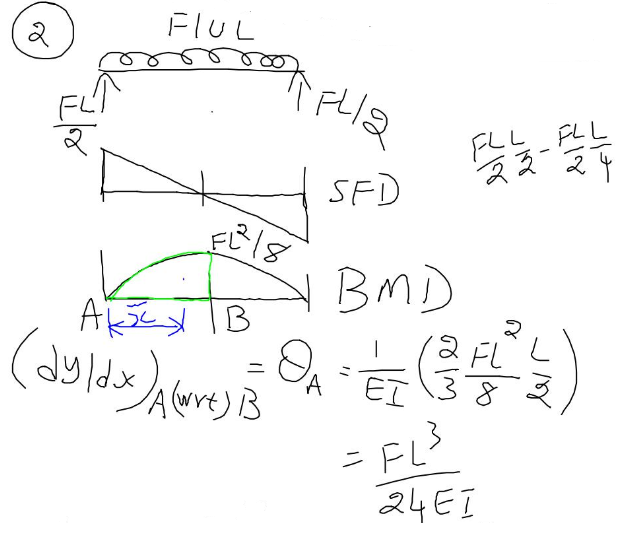 2
F/UL
FL/2
FL/2
FL/2 L/2 - FL/2 L/4
SFD
FL²/8
BMD
A
x̄
B
(dy/dx)A(wrt)B = θA = 1/EI (2/3 FL²/8 L/2)
= FL³/24EI